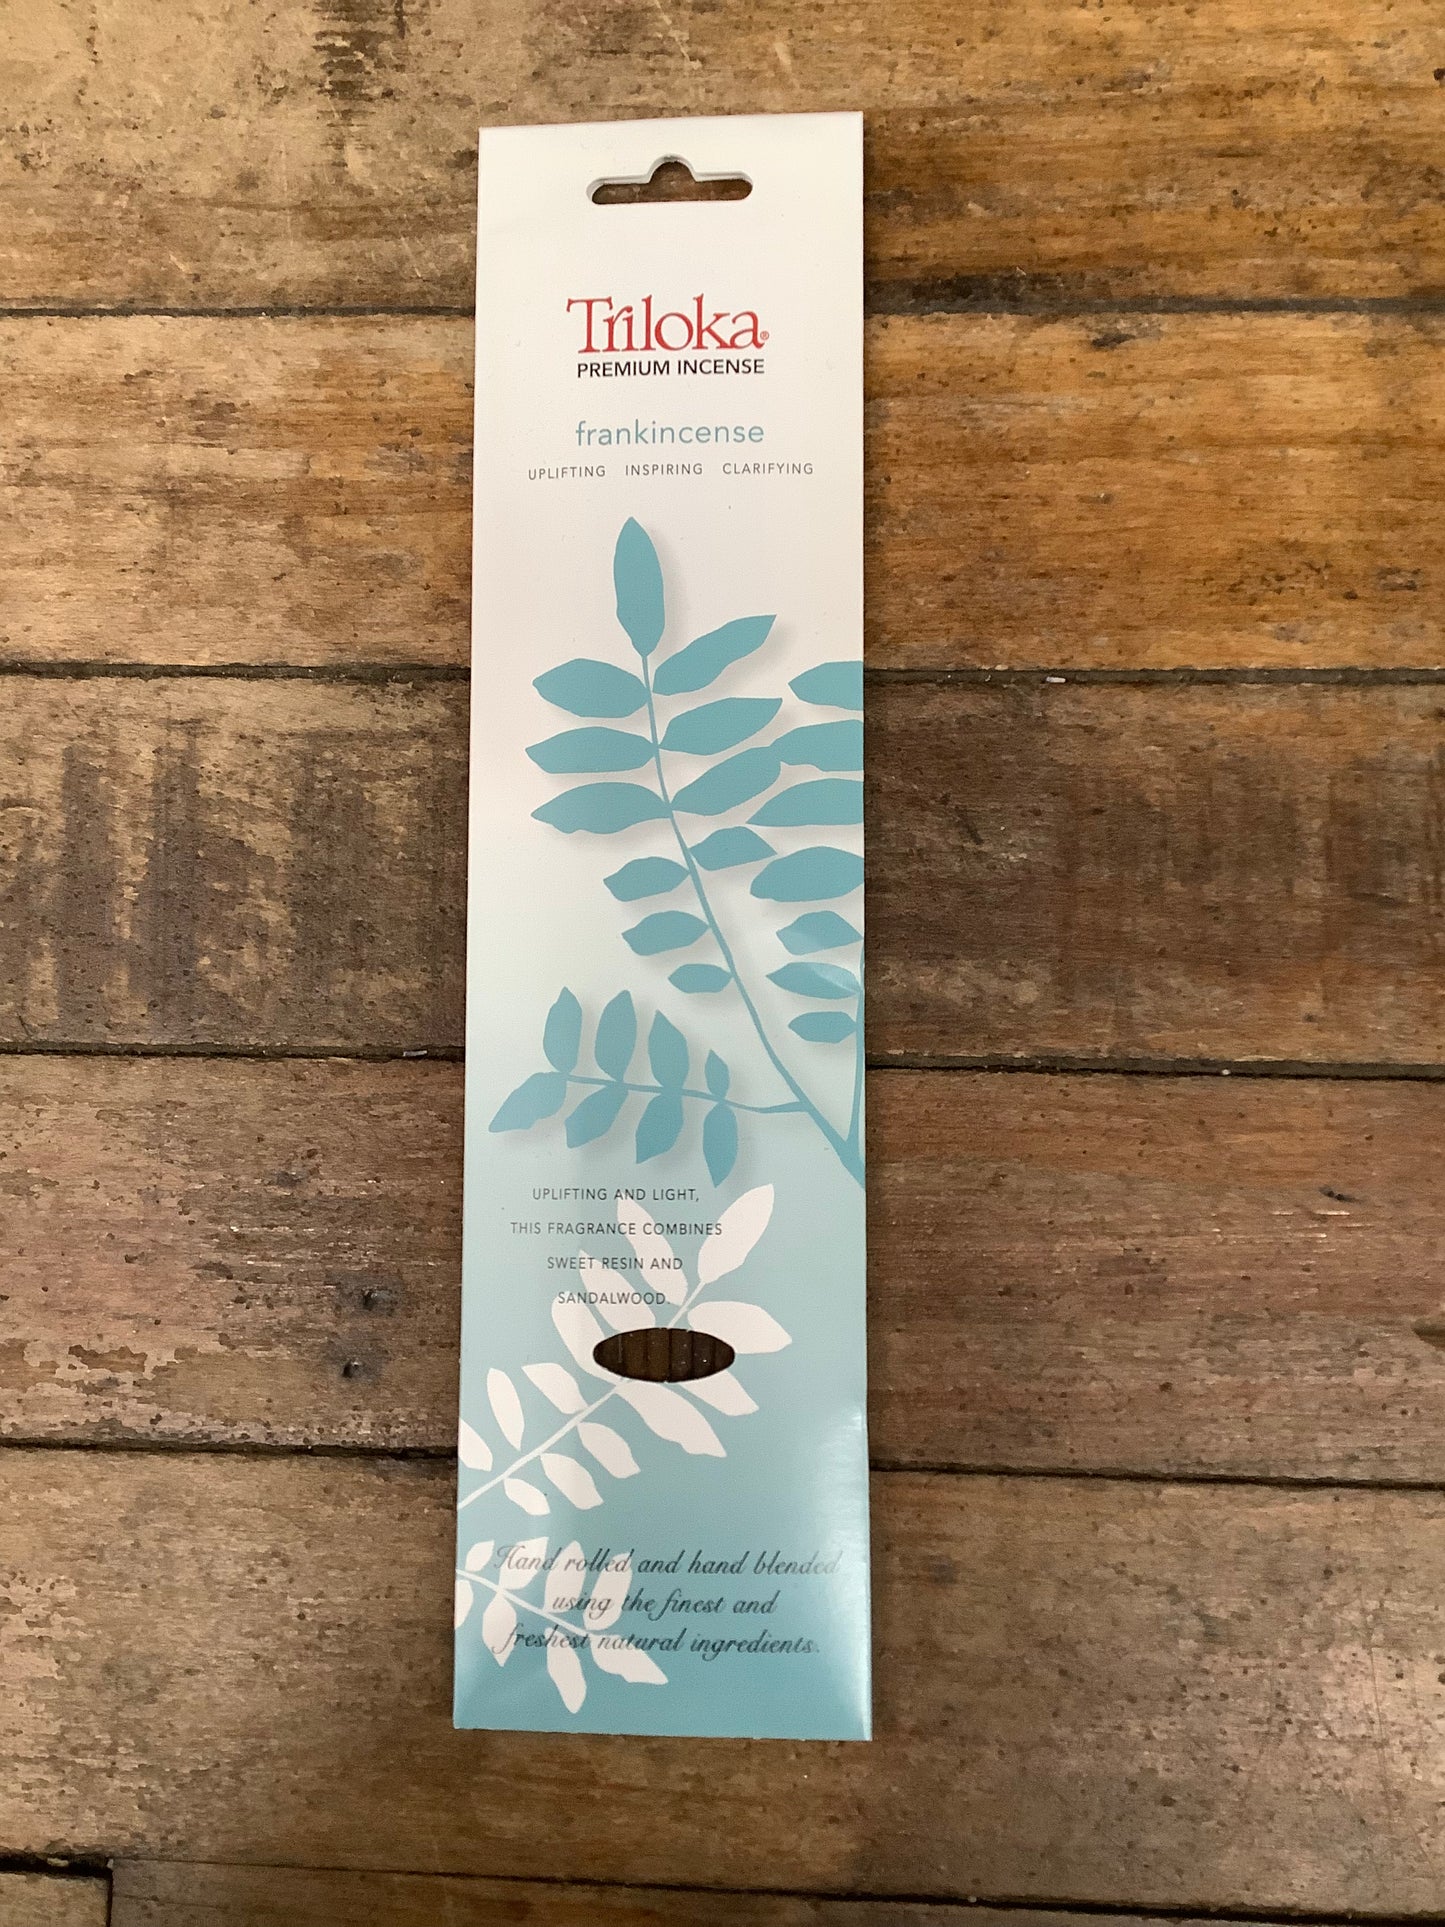 Triloka®
PREMIUM INCENSE
frankincense
UPLIFTING INSPIRING CLARIFYING
UPLIFTING AND LIGHT,
THIS FRAGRANCE COMBINES
SWEET RESIN AND
SANDALWOOD.
Hand rolled and hand blended
using the finest and
freshest natural ingredients.